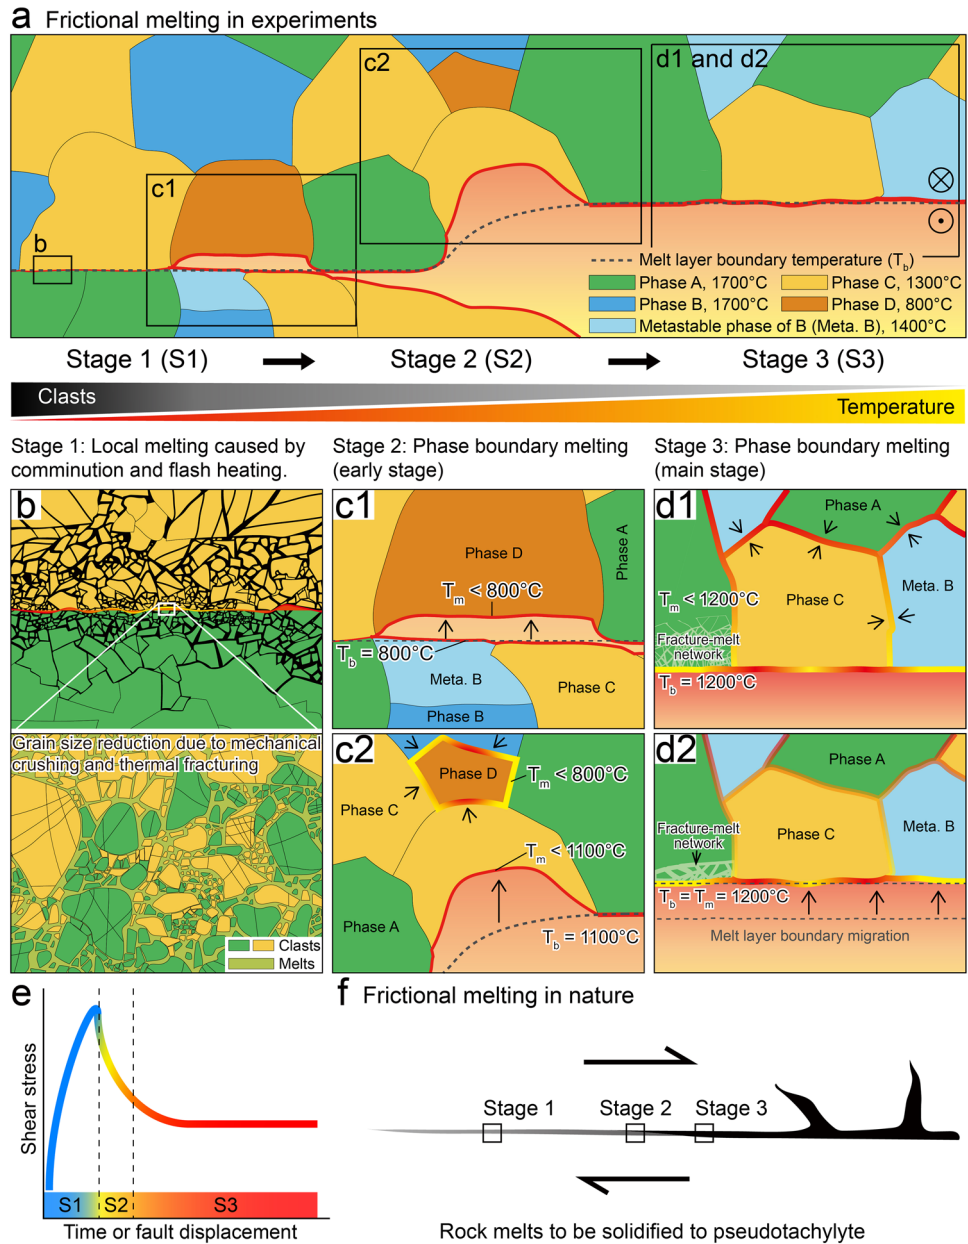 a Frictional melting in experiments
c2
d1 and d2
c1
b
Melt layer boundary temperature (Tb)
Phase A, 1700°C
Phase C, 1300°C
Phase B, 1700°C
Phase D, 800°C
Metastable phase of B (Meta. B), 1400°C
Stage 1 (S1)
Stage 2 (S2)
Stage 3 (S3)
Clasts
Temperature
Stage 1: Local melting caused by
comminution and flash heating.
b
Grain size reduction due to mechanical
crushing and thermal fracturing
Clasts
Melts
Stage 2: Phase boundary melting
(early stage)
c1
Phase D
Phase A
Tm < 800°C
Tb = 800°C
Meta. B
Phase C
Phase B
c2
Phase D
Tm < 800°C
Phase C
Tm < 1100°C
Phase A
Tb = 1100°C
Stage 3: Phase boundary melting
(main stage)
d1
Phase A
Tm < 1200°C
Phase C
Meta. B
Fracture-melt
network
Tb = 1200°C
d2
Phase A
Fracture-melt
network
Phase C
Meta. B
Tb = Tm = 1200°C
Melt layer boundary migration
e
Shear stress
S1
S2
S3
Time or fault displacement
f Frictional melting in nature
Stage 1
Stage 2
Stage 3
Rock melts to be solidified to pseudotachylyte